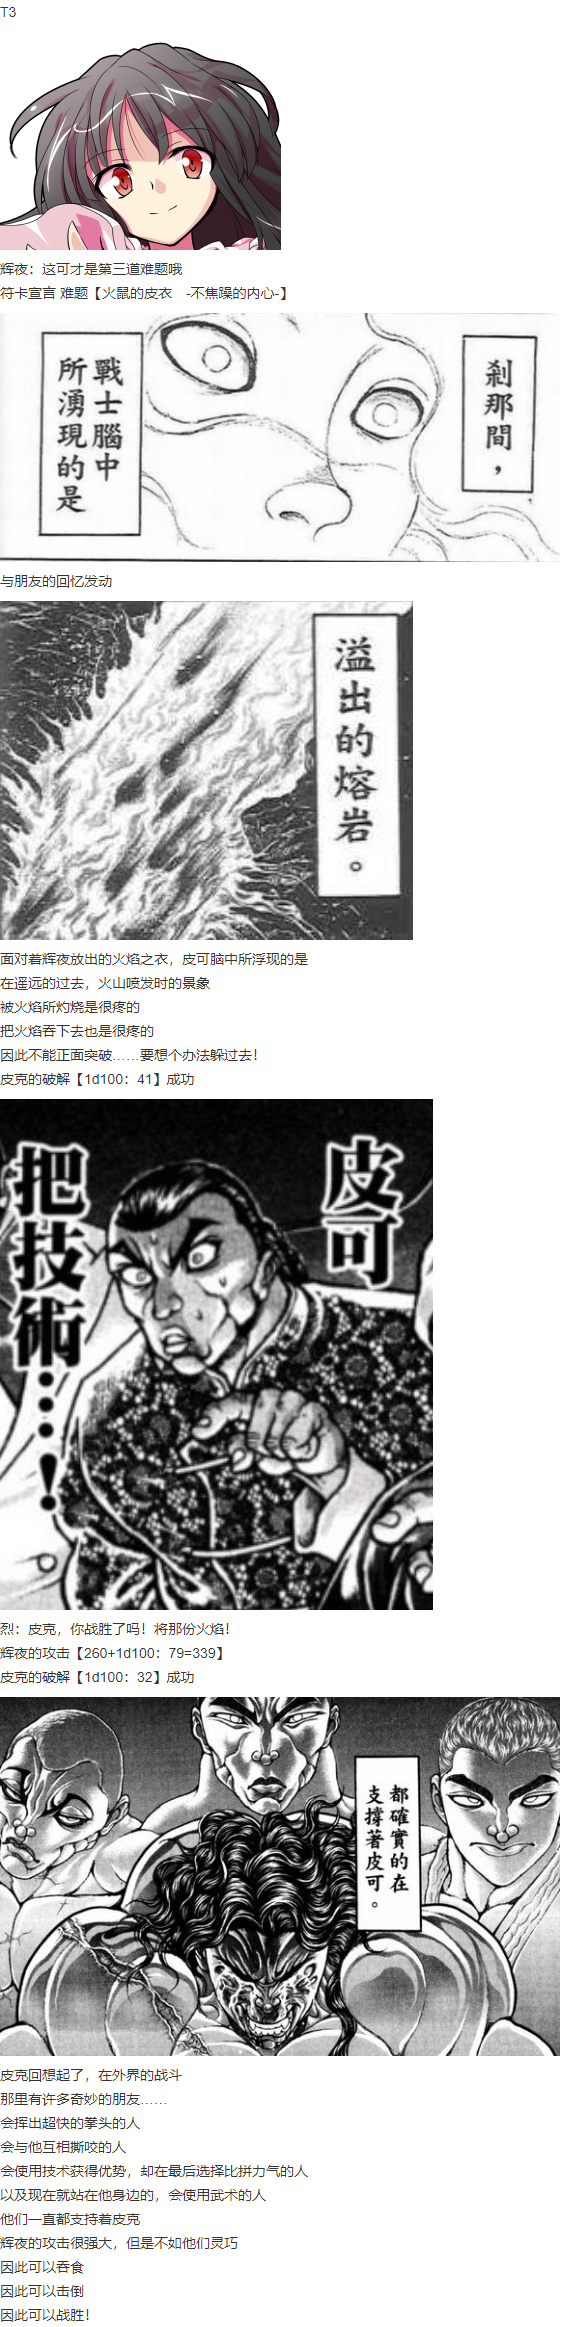 T3
辉夜：这可才是第三道难题哦
符卡宣言 难题【火鼠的皮衣　-不焦躁的内心-】
剎那間，
戰士腦中
所湧現的是
与朋友的回忆发动
溢出的熔岩。
面对着辉夜放出的火焰之衣，皮可脑中所浮现的是
在遥远的过去，火山喷发时的景象
被火焰所灼烧是很疼的
把火焰吞下去也是很疼的
因此不能正面突破……要想个办法躲过去！
皮克的破解【1d100：41】成功
皮可
把技術…！
烈：皮克，你战胜了吗！将那份火焰！
辉夜的攻击【260+1d100：79=339】
皮克的破解【1d100：32】成功
都確實的在
支撐著皮可。
皮克回想起了，在外界的战斗
那里有许多奇妙的朋友……
会挥出超快的拳头的人
会与他互相撕咬的人
会使用技术获得优势，却在最后选择比拼力气的人
以及现在就站在他身边的，会使用武术的人
他们一直都支持着皮克
辉夜的攻击很强大，但是不如他们灵巧
因此可以吞食
因此可以击倒
因此可以战胜！